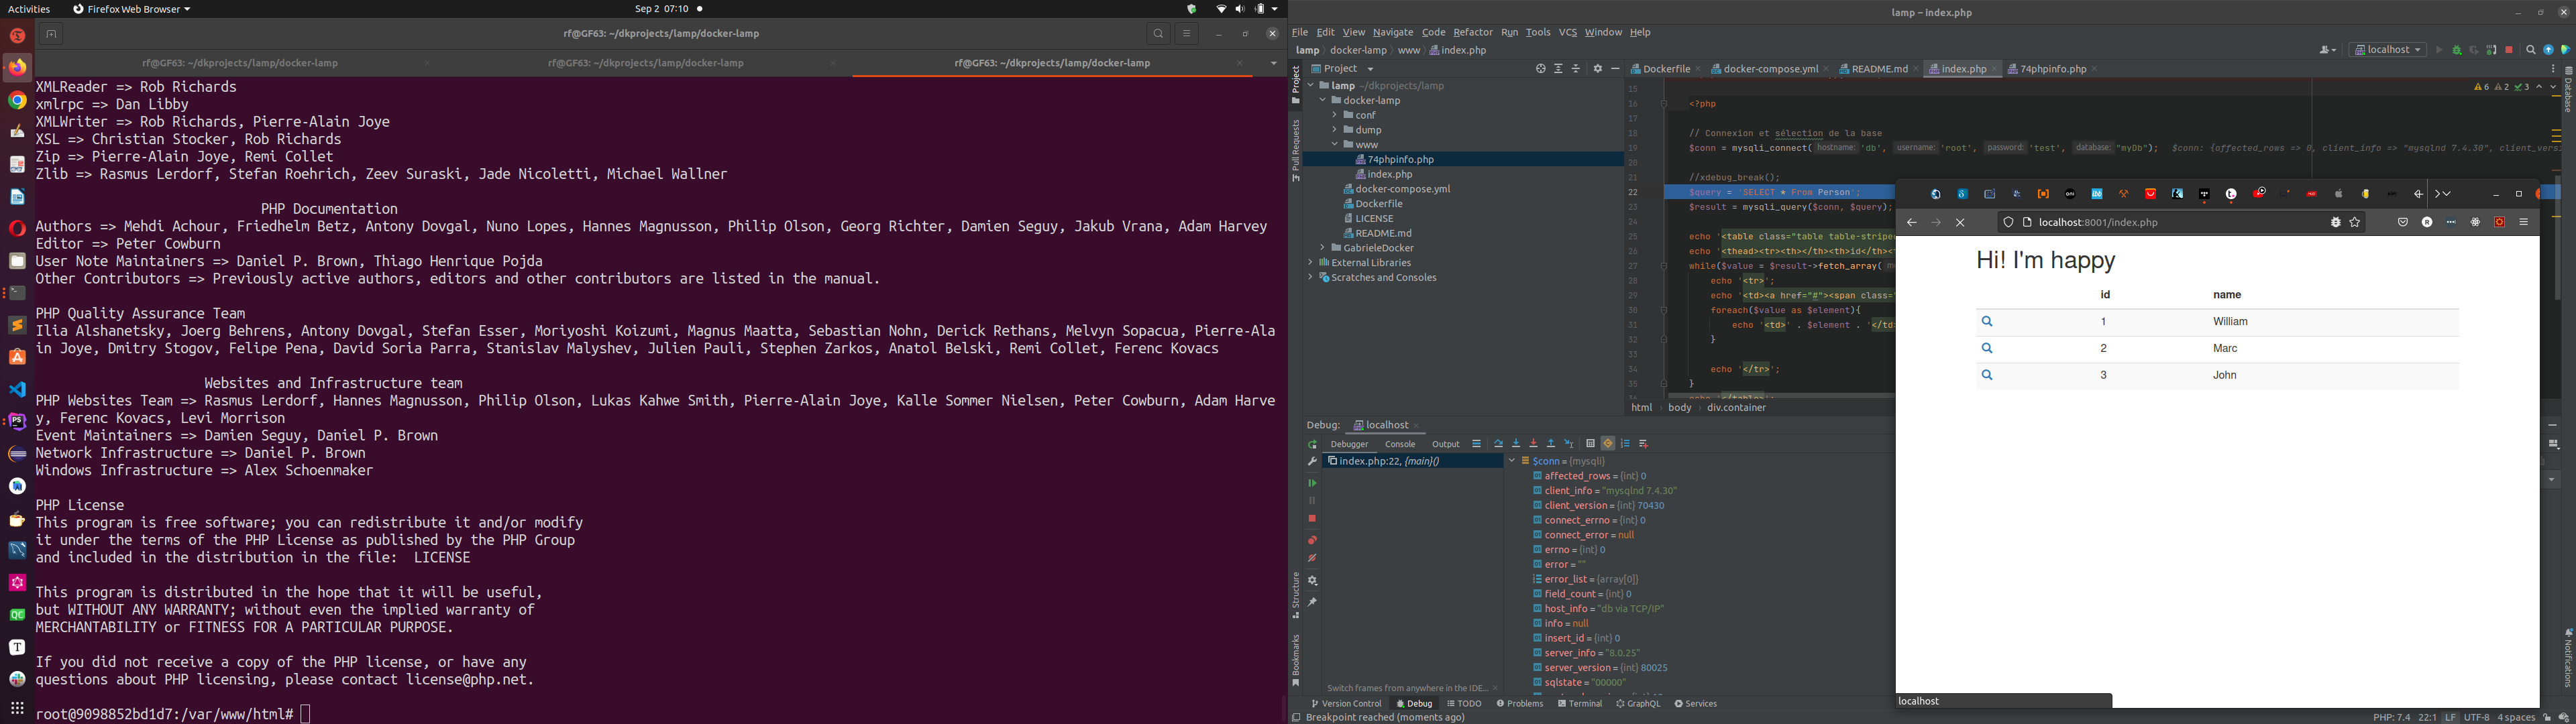 Activities
Firefox Web Browser
Sep 2 07:10
rf@GF63: ~/dkprojects/lamp/docker-lamp
rf@GF63: ~/dkprojects/lamp/docker-lamp
rf@GF63: ~/dkprojects/lamp/docker-lamp
rf@GF63: ~/dkprojects/lamp/docker-lamp
XMLReader => Rob Richards
xmlrpc => Dan Libby
XMLWriter => Rob Richards, Pierre-Alain Joye
XSL => Christian Stocker, Rob Richards
Zip => Pierre-Alain Joye, Remi Collet
Zlib => Rasmus Lerdorf, Stefan Roehrich, Zeev Suraski, Jade Nicoletti, Michael Wallner
PHP Documentation
Authors => Mehdi Achour, Friedhelm Betz, Antony Dovgal, Nuno Lopes, Hannes Magnusson, Philip Olson, Georg Richter, Damien Seguy, Jakub Vrana, Adam Harvey
Editor => Peter Cowburn
User Note Maintainers => Daniel P. Brown, Thiago Henrique Pojda
Other Contributors => Previously active authors, editors and other contributors are listed in the manual.
PHP Quality Assurance Team
Ilia Alshanetsky, Joerg Behrens, Antony Dovgal, Stefan Esser, Moriyoshi Koizumi, Magnus Maatta, Sebastian Nohn, Derick Rethans, Melvyn Sopacua, Pierre-Ala
in Joye, Dmitry Stogov, Felipe Pena, David Soria Parra, Stanislav Malyshev, Julien Pauli, Stephen Zarkos, Anatol Belski, Remi Collet, Ferenc Kovacs
Websites and Infrastructure team
PHP Websites Team => Rasmus Lerdorf, Hannes Magnusson, Philip Olson, Lukas Kahwe Smith, Pierre-Alain Joye, Kalle Sommer Nielsen, Peter Cowburn, Adam Harve
y, Ferenc Kovacs, Levi Morrison
Event Maintainers => Damien Seguy, Daniel P. Brown
Network Infrastructure => Daniel P. Brown
Windows Infrastructure => Alex Schoenmaker
PHP License
This program is free software; you can redistribute it and/or modify
it under the terms of the PHP License as published by the PHP Group
and included in the distribution in the file:  LICENSE
This program is distributed in the hope that it will be useful,
but WITHOUT ANY WARRANTY; without even the implied warranty of
MERCHANTABILITY or FITNESS FOR A PARTICULAR PURPOSE.
If you did not receive a copy of the PHP license, or have any
questions about PHP licensing, please contact license@php.net.
root@9098852bd1d7:/var/www/html#
lamp – index.php
File Edit View Navigate Code Refactor Run Tools VCS Window Help
lamp docker-lamp www index.php
localhost
Project
Pull Requests
Structure
Bookmarks
Database
Notifications
Project
lamp ~/dkprojects/lamp
docker-lamp
conf
dump
www
74phpinfo.php
index.php
docker-compose.yml
Dockerfile
LICENSE
README.md
GabrieleDocker
External Libraries
Scratches and Consoles
Dockerfile docker-compose.yml README.md index.php 74phpinfo.php
6 2 3
15
16 <?php
17
18 // Connexion et sélection de la base
19 $conn = mysqli_connect( hostname: 'db', username: 'root', password: 'test', database: "myDb"); $conn: {affected_rows => 0, client_info => "mysqlnd 7.4.30", client_versi
20
21 //xdebug_break();
22 $query = 'SELECT * From Person';
23 $result = mysqli_query($conn, $query);
24
25 echo '<table class="table table-stripe
26 echo '<thead><tr><th></th><th>id</th><
27 while($value = $result->fetch_array(
28 echo '<tr>';
29 echo '<td><a href="#"><span class="
30 foreach($value as $element){
31 echo '<td>' . $element . '</td>
32 }
33
34 echo '</tr>';
35 }
html body div.container
Debug: localhost
Debugger Console Output
index.php:22, {main}()
Switch frames from anywhere in the IDE...
$conn = {mysqli}
affected_rows = {int} 0
client_info = "mysqlnd 7.4.30"
client_version = {int} 70430
connect_errno = {int} 0
connect_error = null
errno = {int} 0
error = ""
error_list = {array[0]}
field_count = {int} 0
host_info = "db via TCP/IP"
info = null
insert_id = {int} 0
server_info = "8.0.25"
server_version = {int} 80025
sqlstate = "00000"
localhost:8001/index.php
Hi! I'm happy
id name
1 William
2 Marc
3 John
localhost
Version Control Debug TODO Problems Terminal GraphQL Services
Breakpoint reached (moments ago)
PHP: 7.4 22:1 LF UTF-8 4 spaces